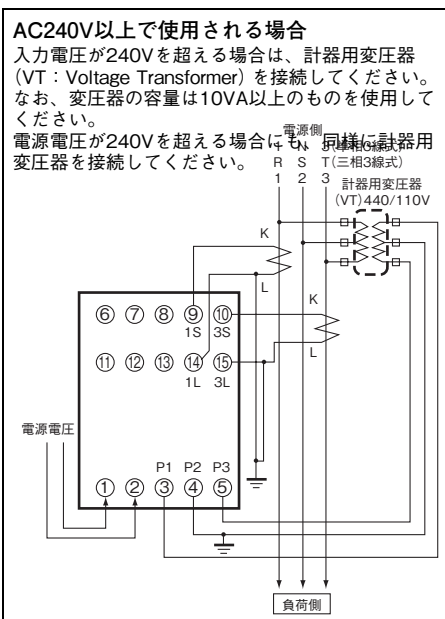 AC240V以上で使用される場合
入力電圧が240Vを超える場合は、計器用変圧器
(VT：Voltage Transformer) を接続してください。
なお、変圧器の容量は10VA以上のものを使用して
ください。
電源電圧が240Vを超える場合にも、同様に計器用
変圧器を接続してください。
電源側
1 N 3(単相3線式)
R S T(三相3線式)
1 2 3
計器用変圧器
(VT)440/110V
K
L
K
L
⑥ ⑦ ⑧ ⑨ ⑩
1S 3S
⑪ ⑫ ⑬ ⑭ ⑮
1L 3L
電源電圧
P1 P2 P3
① ② ③ ④ ⑤
負荷側